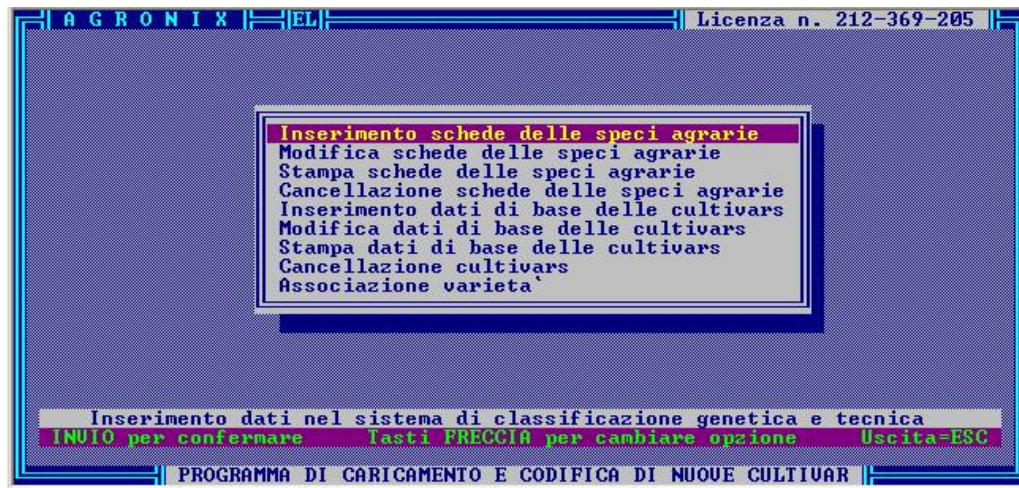 A G R O N I X EL Licenza n. 212-369-205
Inserimento schede delle speci agrarie
Modifica schede delle speci agrarie
Stampa schede delle speci agrarie
Cancellazione schede delle speci agrarie
Inserimento dati di base delle cultivars
Modifica dati di base delle cultivars
Stampa dati di base delle cultivars
Cancellazione cultivars
Associazione varieta`
Inserimento dati nel sistema di classificazione genetica e tecnica
INVIO per confermare Tasti FRECCIA per cambiare opzione Uscita=ESC
PROGRAMMA DI CARICAMENTO E CODIFICA DI NUOVE CULTIVAR